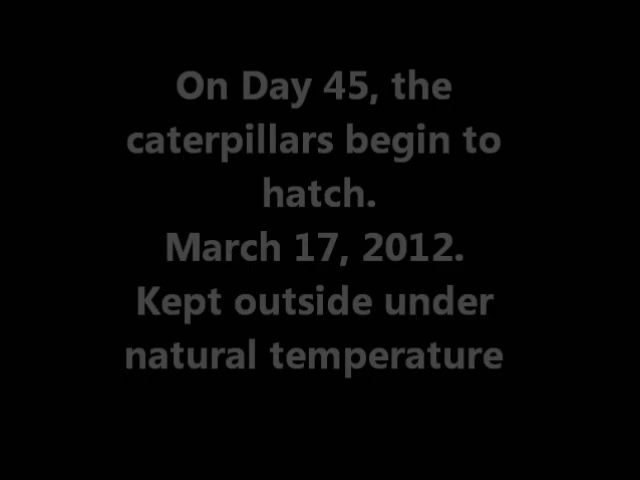 On Day 45, the
caterpillars begin to
hatch.
March 17, 2012.
Kept outside under
natural temperature